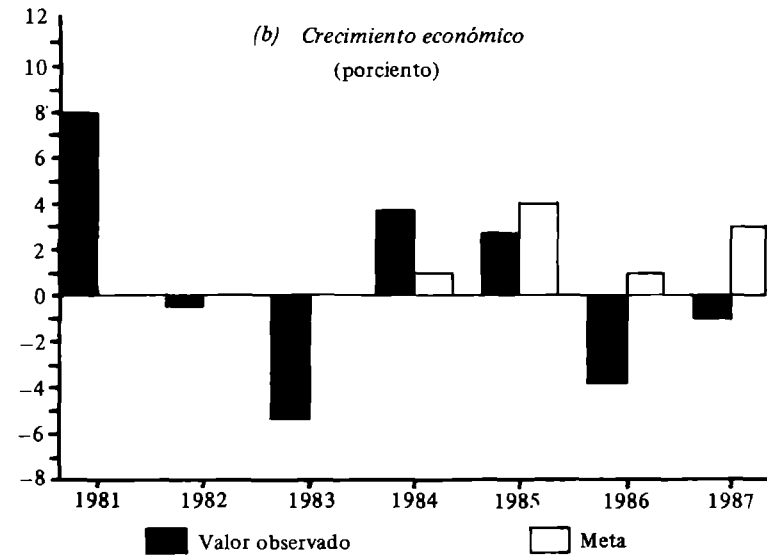 (b) Crecimiento económico
(porciento)
12
10
8
6
4
2
0
−2
−4
−6
−8
1981 1982 1983 1984 1985 1986 1987
Valor observado Meta